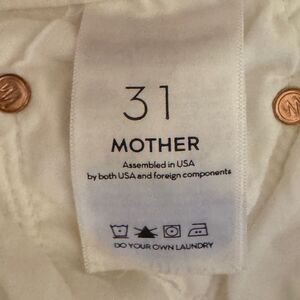 31
MOTHER
Assembled in USA
by both USA and foreign components
DO YOUR OWN LAUNDRY